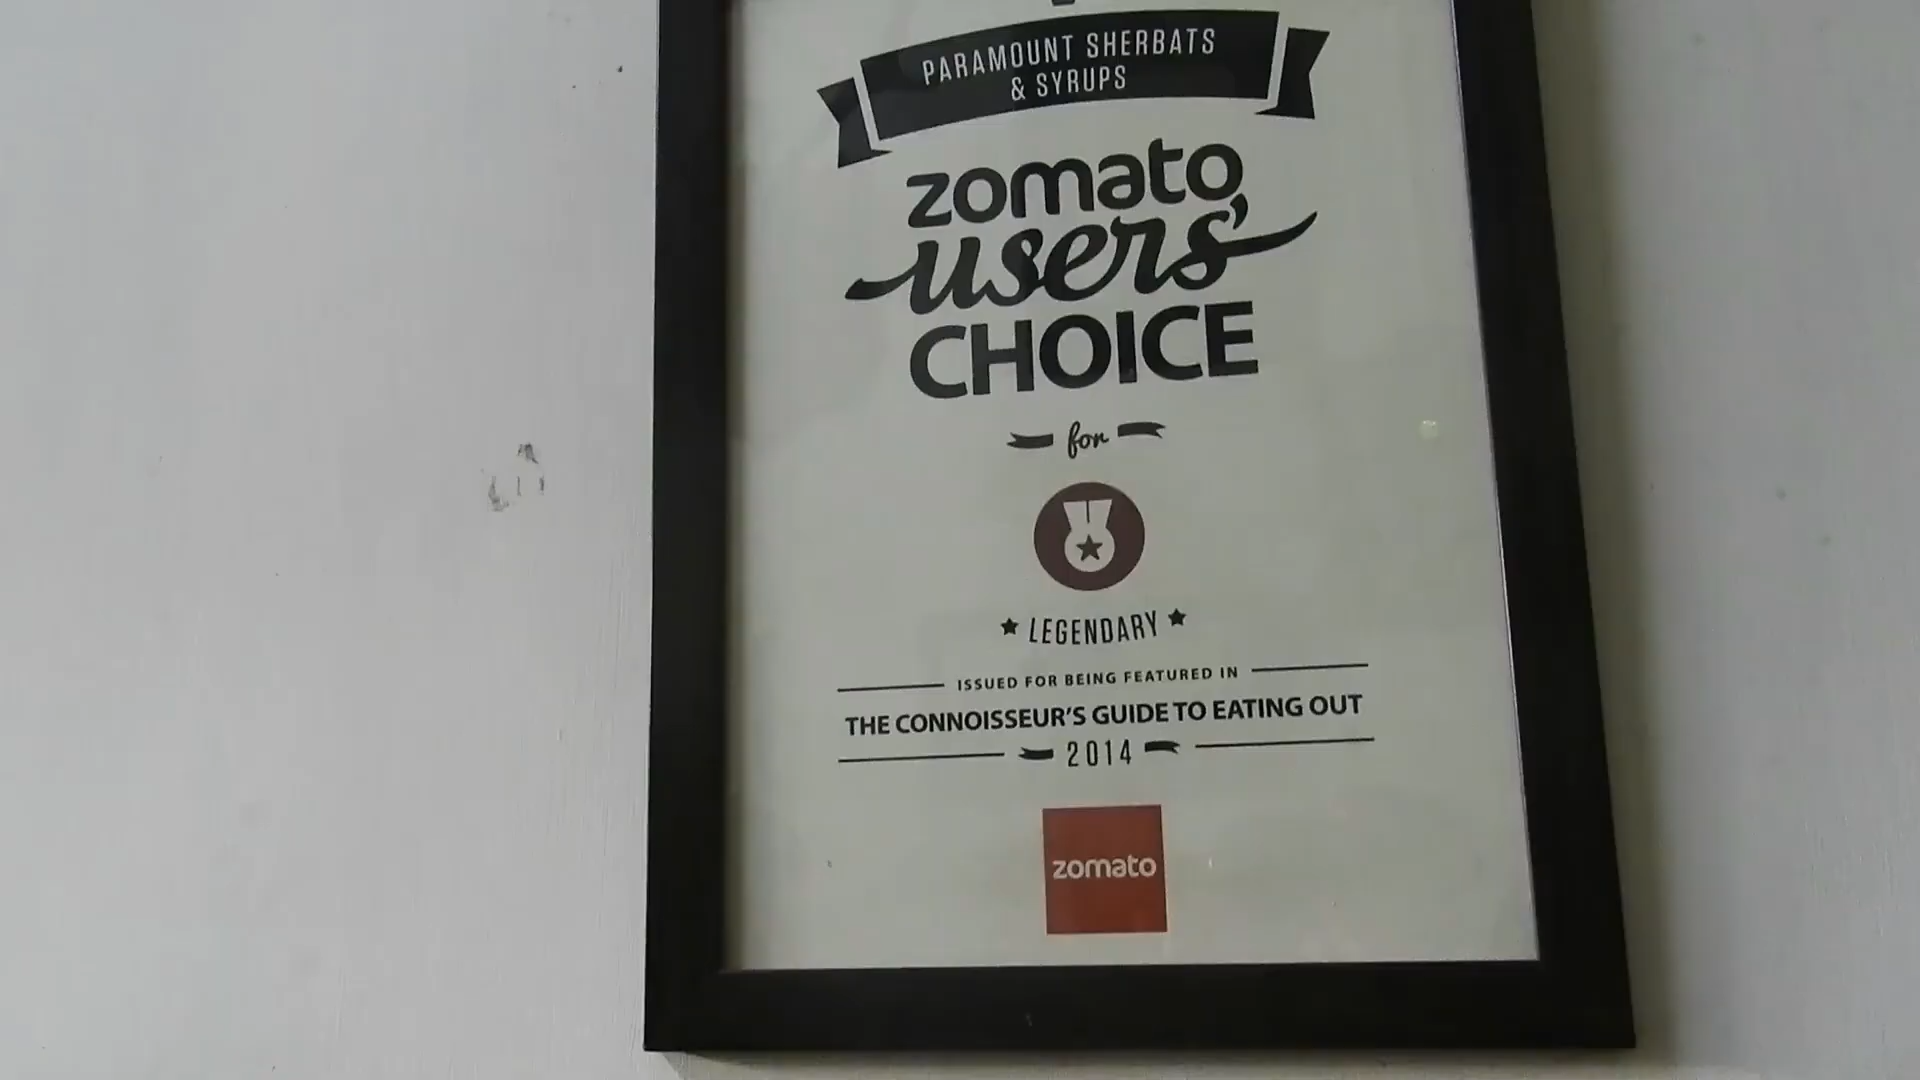 PARAMOUNT SHERBATS
& SYRUPS
zomato
users'
CHOICE
for
LEGENDARY
ISSUED FOR BEING FEATURED IN
THE CONNOISSEUR'S GUIDE TO EATING OUT
2014
zomato